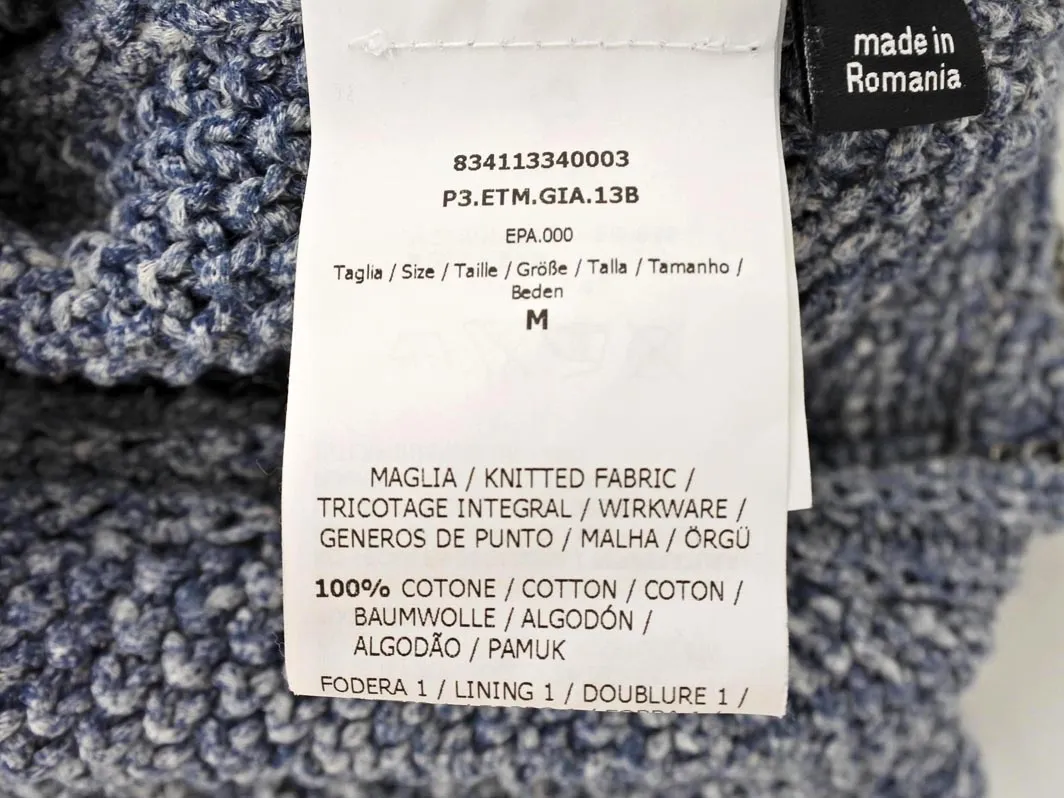 made in
Romania
834113340003
P3.ETM.GIA.13B
EPA.000
Taglia / Size / Taille / Größe / Talla / Tamanho /
Beden
M
MAGLIA / KNITTED FABRIC /
TRICOTAGE INTEGRAL / WIRKWARE /
GENEROS DE PUNTO / MALHA / ÖRGÜ
100% COTONE / COTTON / COTON /
BAUMWOLLE / ALGODÓN /
ALGODÃO / PAMUK
FODERA 1 / LINING 1 / DOUBLURE 1 /